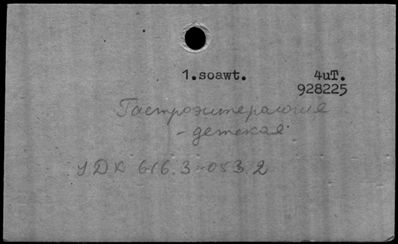 1.soawt. 4uT.
928225
Гастроэнтерология
- детская
УДК 616.3-053.2